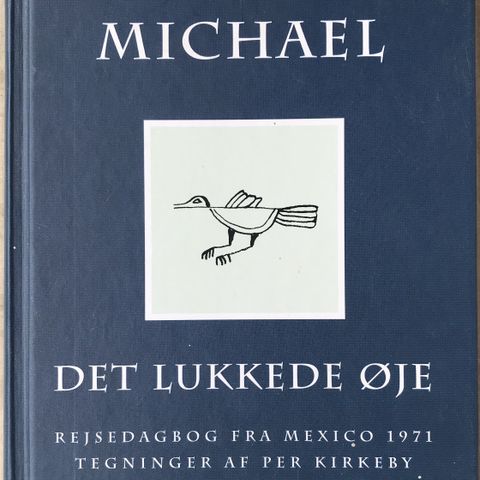 MICHAEL
DET LUKKEDE ØJE
REJSEDAGBOG FRA MEXICO 1971
TEGNINGER AF PER KIRKEBY